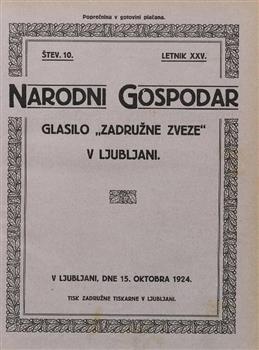 Poprečnina v gotovini plačana.
ŠTEV. 10. LETNIK XXV.
NARODNI GOSPODAR
GLASILO „ZADRUŽNE ZVEZE“
V LJUBLJANI.
V LJUBLJANI, DNE 15. OKTOBRA 1924.
TISK ZADRUŽNE TISKARNE V LJUBLJANI.